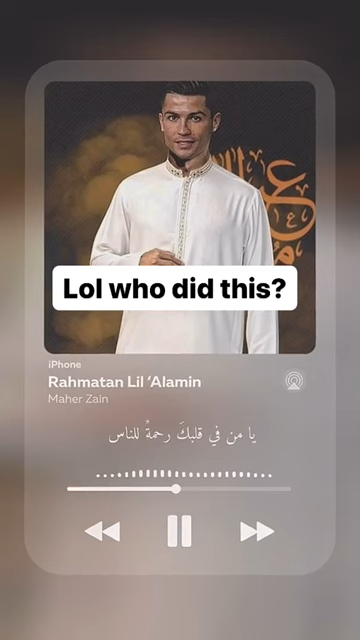 Lol who did this?
iPhone
Rahmatan Lil ‘Alamin
Maher Zain
يا من في قلبكَ رحمةٌ للناس